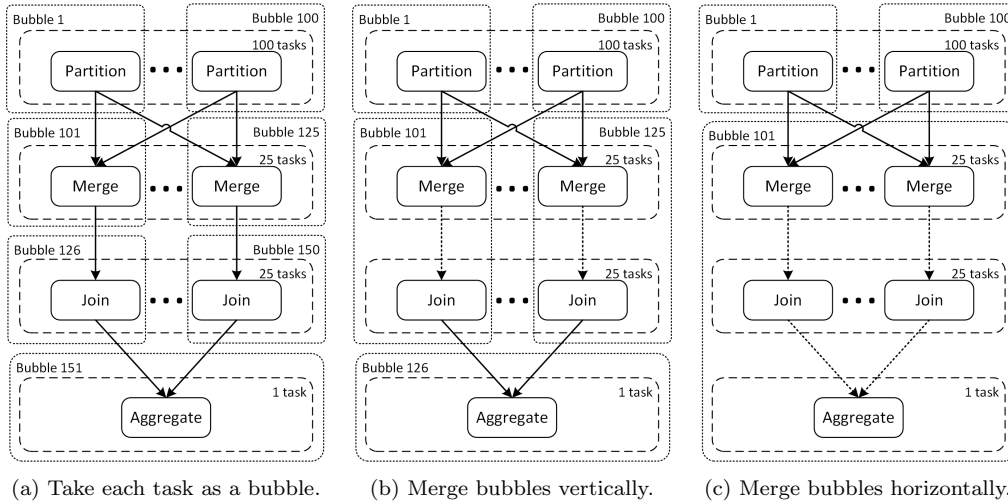 Bubble 1 Bubble 100
100 tasks
Partition Partition
Bubble 101 Bubble 125
25 tasks
Merge Merge
Bubble 126 Bubble 150
25 tasks
Join Join
Bubble 151
1 task
Aggregate
(a) Take each task as a bubble.
Bubble 1 Bubble 100
100 tasks
Partition Partition
Bubble 101 Bubble 125
25 tasks
Merge Merge
25 tasks
Join Join
Bubble 126
1 task
Aggregate
(b) Merge bubbles vertically.
Bubble 1 Bubble 100
100 tasks
Partition Partition
Bubble 101
25 tasks
Merge Merge
25 tasks
Join Join
1 task
Aggregate
(c) Merge bubbles horizontally